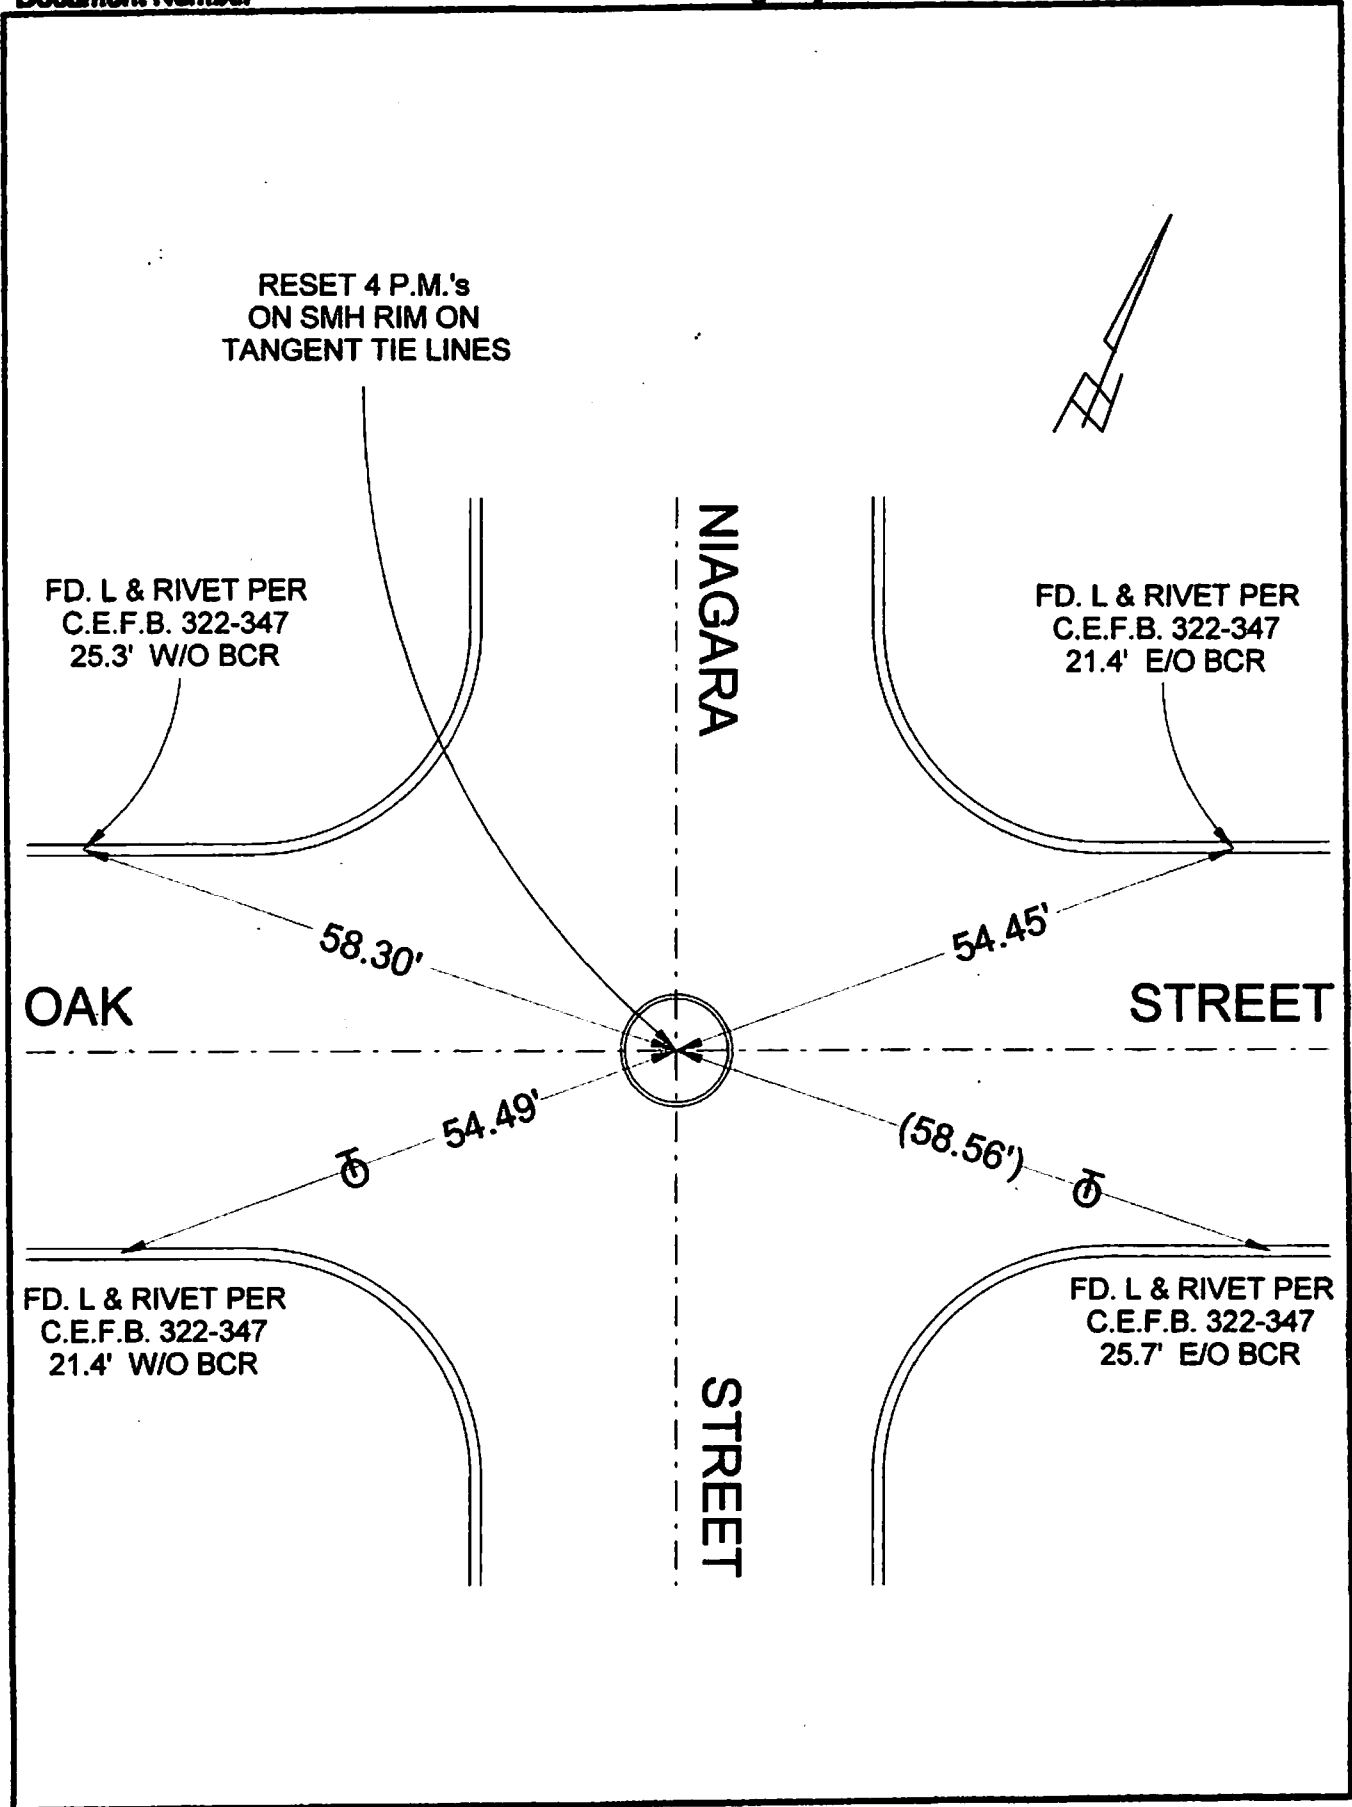 Document Number
RESET 4 P.M.'s
ON SMH RIM ON
TANGENT TIE LINES
NIAGARA
FD. L & RIVET PER
C.E.F.B. 322-347
25.3' W/O BCR
FD. L & RIVET PER
C.E.F.B. 322-347
21.4' E/O BCR
58.30'
54.45'
OAK
STREET
54.49'
(58.56')
FD. L & RIVET PER
C.E.F.B. 322-347
21.4' W/O BCR
FD. L & RIVET PER
C.E.F.B. 322-347
25.7' E/O BCR
STREET